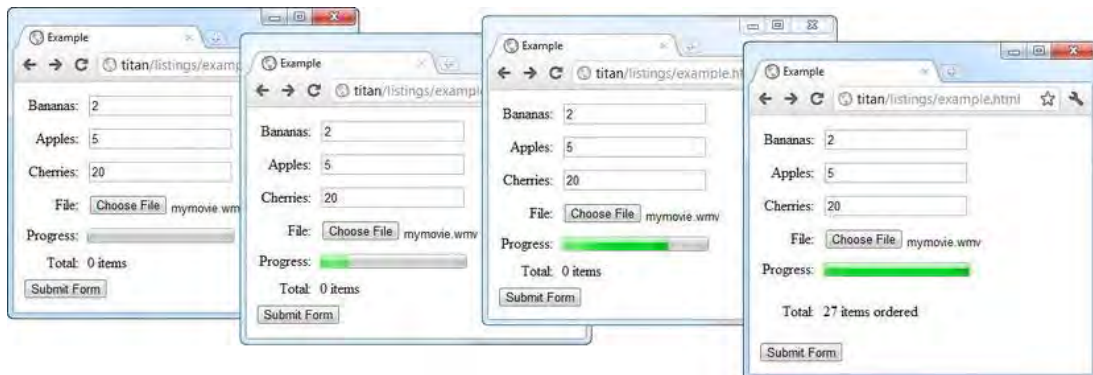 Example
titan/listings/examp
Bananas: 2
Apples: 5
Cherries: 20
File: Choose File mymovie.wm
Progress:
Total: 0 items
Submit Form
Example
titan/listings/example
Bananas: 2
Apples: 5
Cherries: 20
File: Choose File mymovie.wmv
Progress:
Total: 0 items
Submit Form
Example
titan/listings/example.ht
Bananas: 2
Apples: 5
Cherries: 20
File: Choose File mymovie.wmv
Progress:
Total: 0 items
Submit Form
Example
titan/listings/example.html
Bananas: 2
Apples: 5
Cherries: 20
File: Choose File mymovie.wmv
Progress:
Total: 27 items ordered
Submit Form